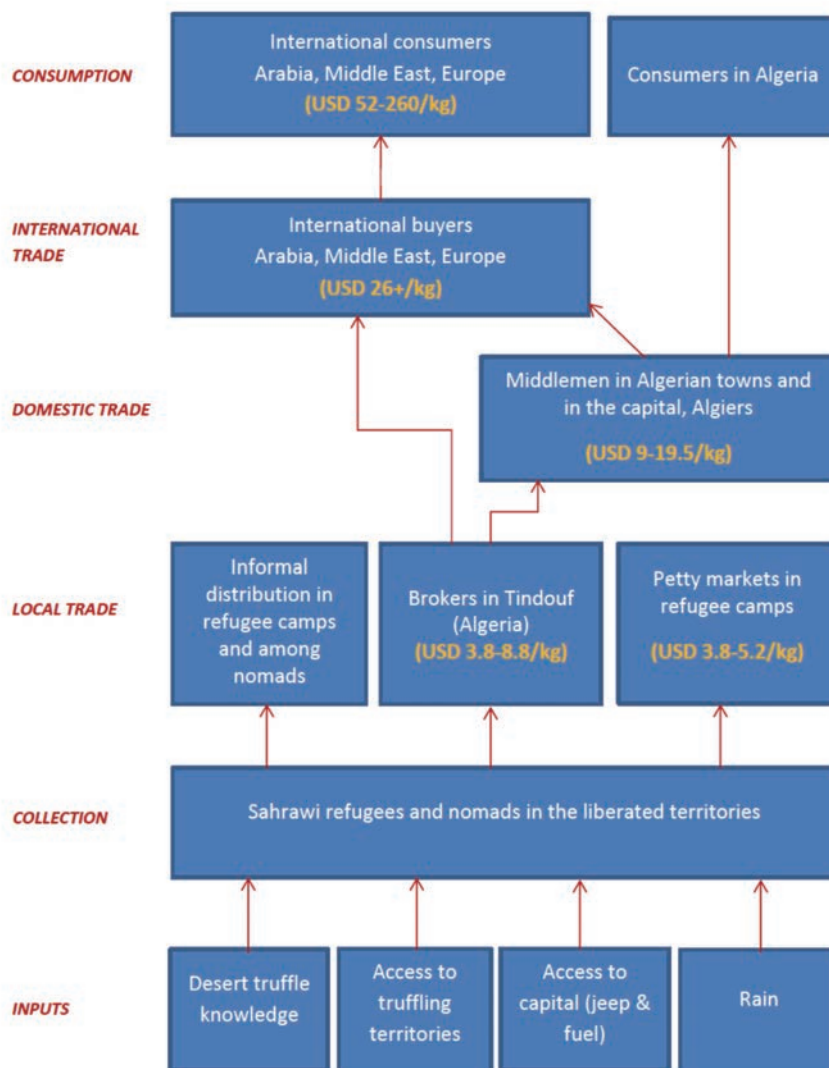 CONSUMPTION
International consumers
Arabia, Middle East, Europe
(USD 52-260/kg)
Consumers in Algeria
INTERNATIONAL
TRADE
International buyers
Arabia, Middle East, Europe
(USD 26+/kg)
DOMESTIC TRADE
Middlemen in Algerian towns and
in the capital, Algiers
(USD 9-19.5/kg)
LOCAL TRADE
Informal
distribution in
refugee camps
and among
nomads
Brokers in Tindouf
(Algeria)
(USD 3.8-8.8/kg)
Petty markets in
refugee camps
(USD 3.8-5.2/kg)
COLLECTION
Sahrawi refugees and nomads in the liberated territories
INPUTS
Desert truffle
knowledge
Access to
truffling
territories
Access to
capital (jeep &
fuel)
Rain